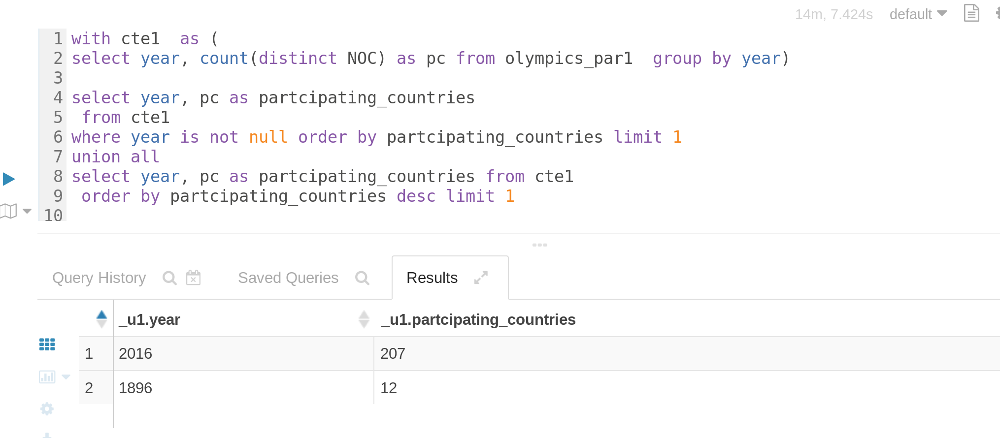 14m, 7.424s default
1 with cte1  as (
2 select year, count(distinct NOC) as pc from olympics_par1  group by year)
3
4 select year, pc as partcipating_countries
5  from cte1
6 where year is not null order by partcipating_countries limit 1
7 union all
8 select year, pc as partcipating_countries from cte1
9  order by partcipating_countries desc limit 1
10
Query History Saved Queries Results
_u1.year _u1.partcipating_countries
1 2016 207
2 1896 12